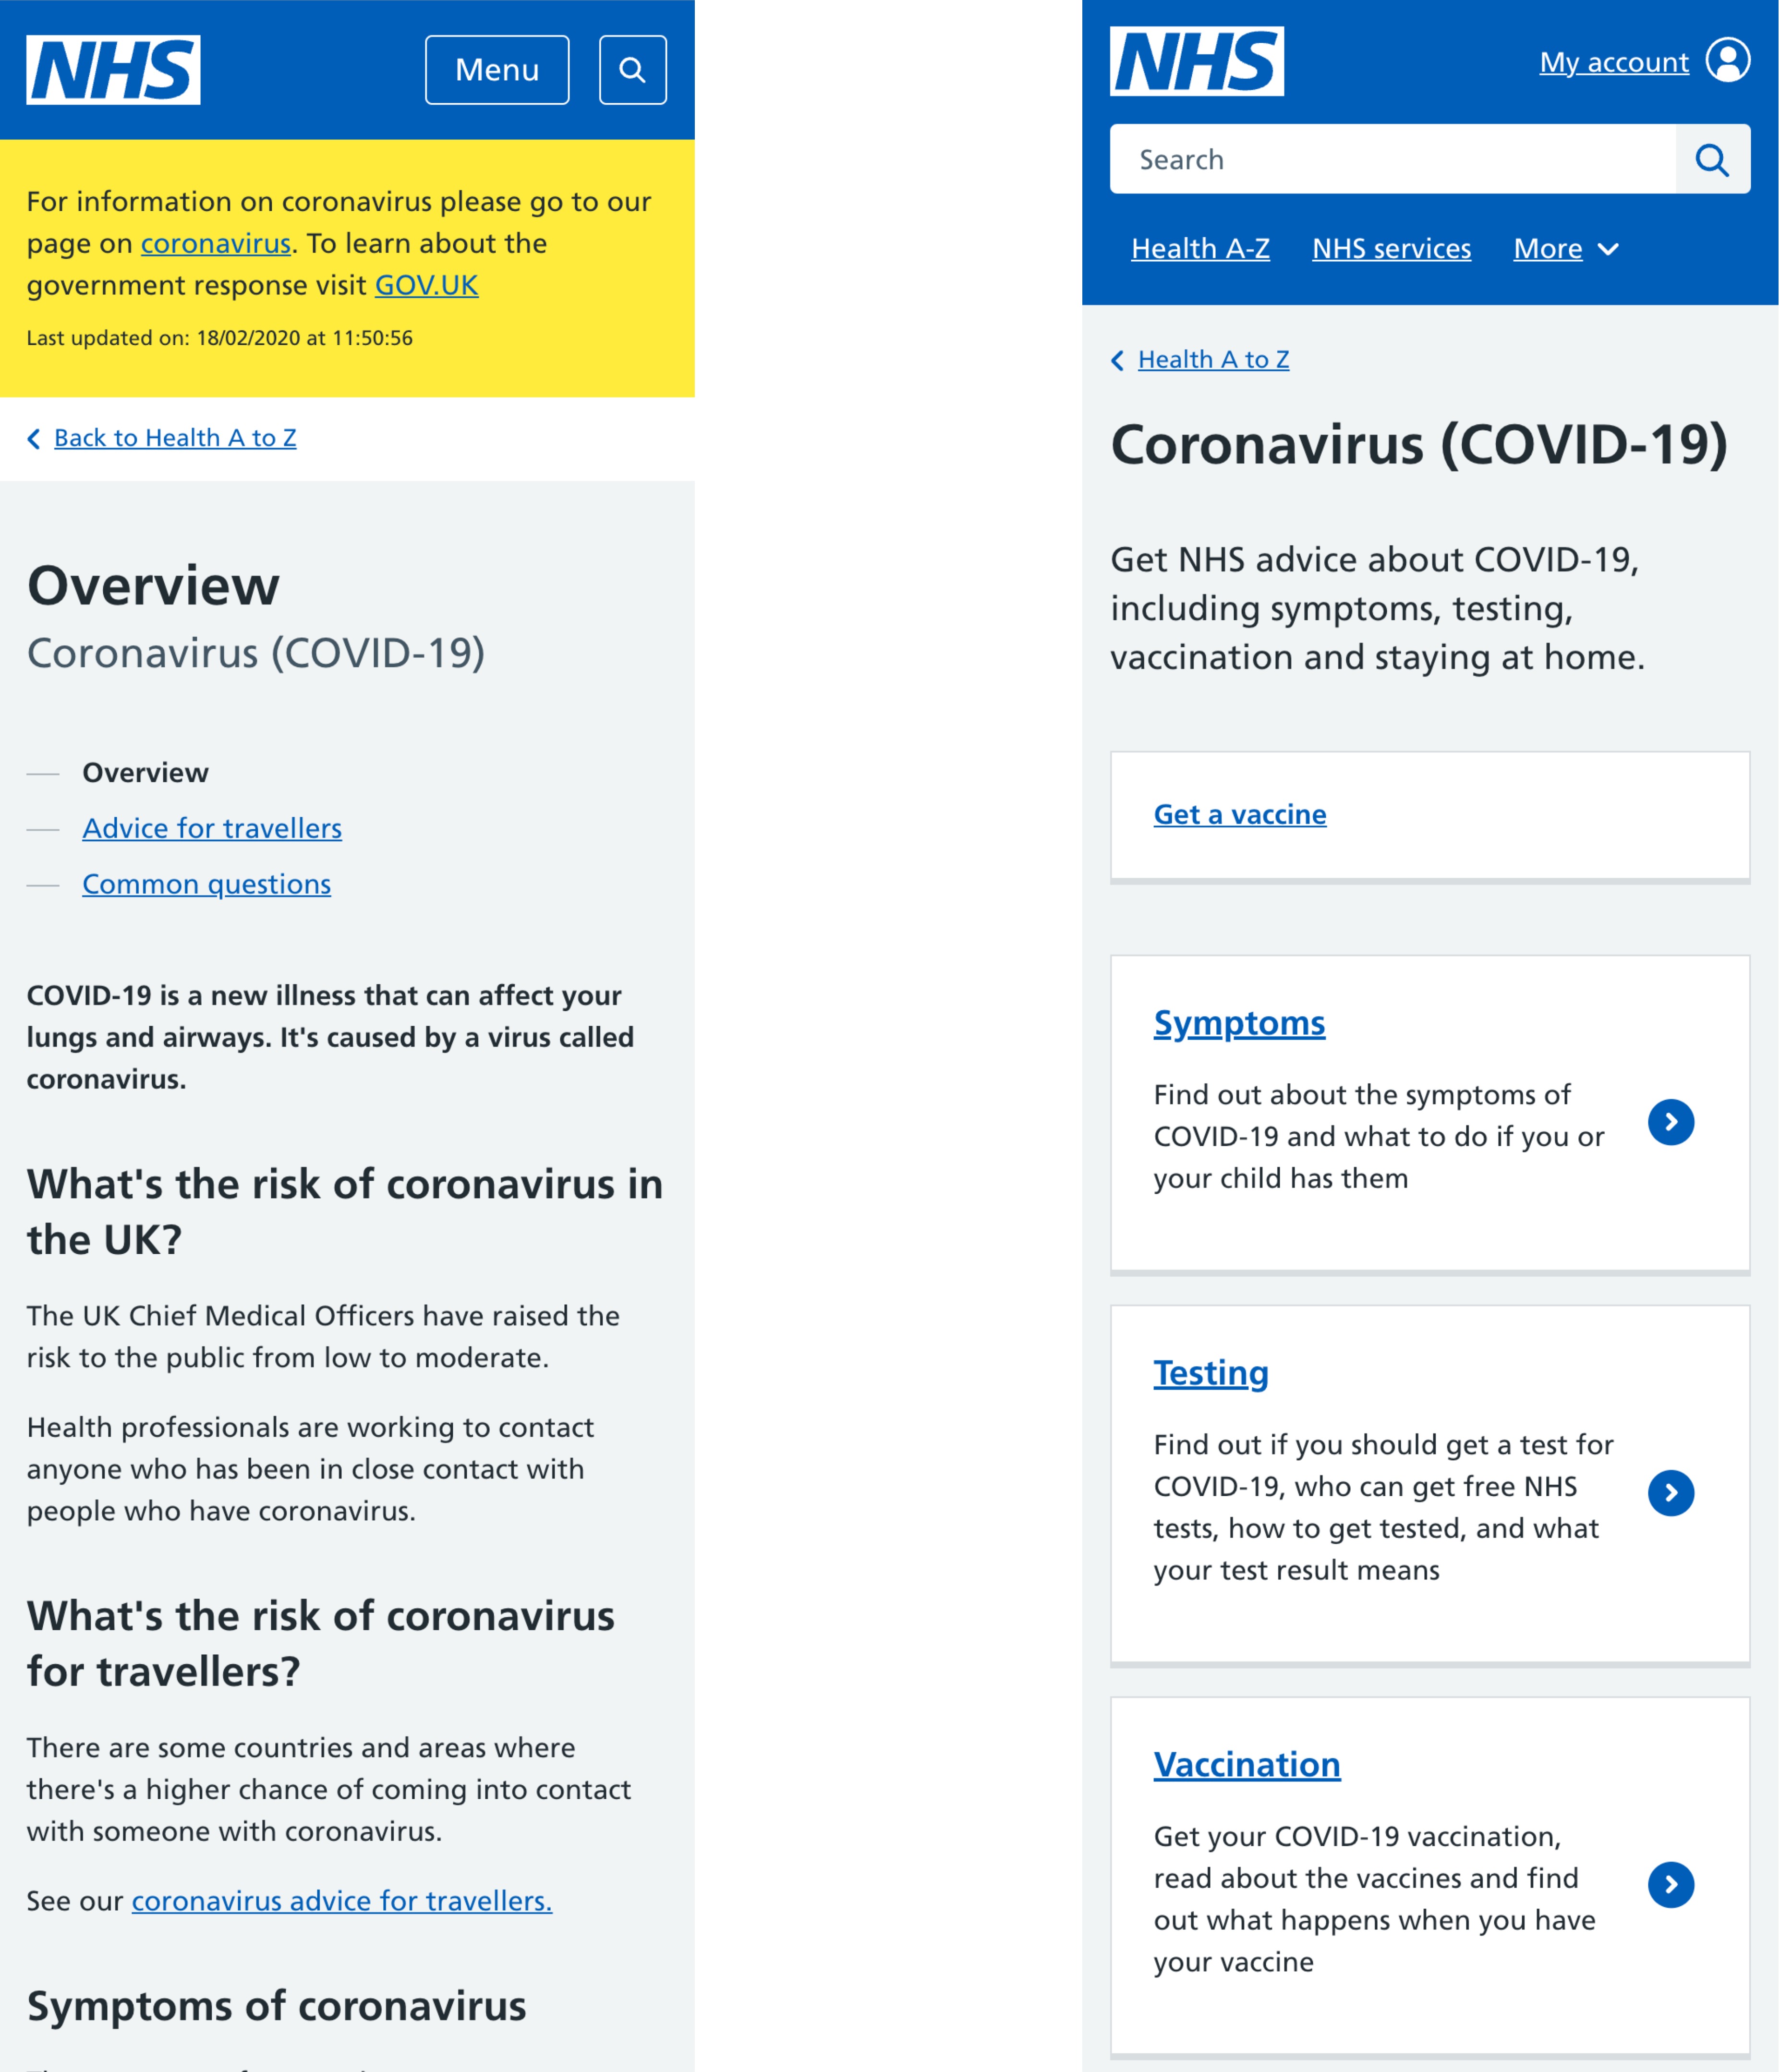 NHS
Menu
For information on coronavirus please go to our
page on coronavirus. To learn about the
government response visit GOV.UK
Last updated on: 18/02/2020 at 11:50:56
Back to Health A to Z
Overview
Coronavirus (COVID-19)
Overview
Advice for travellers
Common questions
COVID-19 is a new illness that can affect your
lungs and airways. It's caused by a virus called
coronavirus.
What's the risk of coronavirus in
the UK?
The UK Chief Medical Officers have raised the
risk to the public from low to moderate.
Health professionals are working to contact
anyone who has been in close contact with
people who have coronavirus.
What's the risk of coronavirus
for travellers?
There are some countries and areas where
there's a higher chance of coming into contact
with someone with coronavirus.
See our coronavirus advice for travellers.
Symptoms of coronavirus
NHS
My account
Search
Health A-Z NHS services More
Health A to Z
Coronavirus (COVID-19)
Get NHS advice about COVID-19,
including symptoms, testing,
vaccination and staying at home.
Get a vaccine
Symptoms
Find out about the symptoms of
COVID-19 and what to do if you or
your child has them
Testing
Find out if you should get a test for
COVID-19, who can get free NHS
tests, how to get tested, and what
your test result means
Vaccination
Get your COVID-19 vaccination,
read about the vaccines and find
out what happens when you have
your vaccine